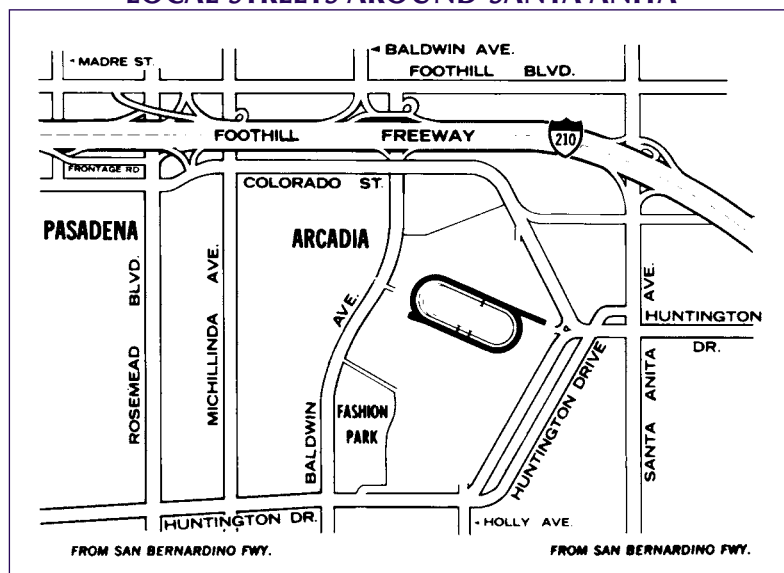 LOCAL STREETS AROUND SANTA ANITA
MADRE ST.
BALDWIN AVE.
FOOTHILL BLVD.
FOOTHILL FREEWAY
210
FRONTAGE RD
COLORADO ST.
PASADENA
ARCADIA
ROSEMEAD BLVD.
MICHILLINDA AVE.
BALDWIN AVE.
FASHION
PARK
HUNTINGTON DRIVE
HUNTINGTON
DR.
SANTA ANITA AVE.
HUNTINGTON DR.
HOLLY AVE.
FROM SAN BERNARDINO FWY.
FROM SAN BERNARDINO FWY.